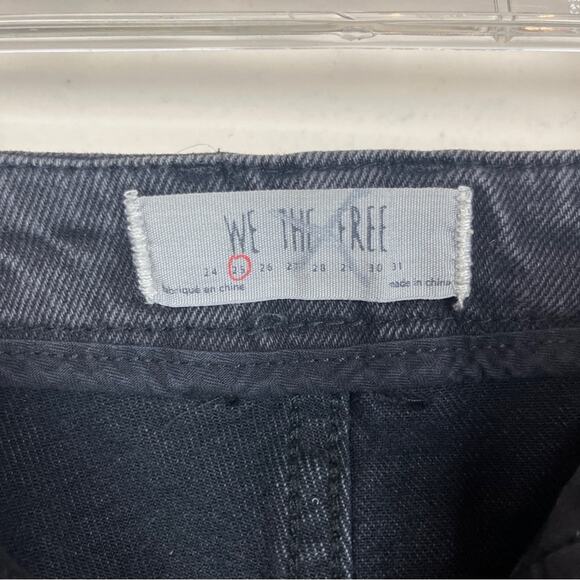 WE THE FREE
24 25 26 27 28 29 30 31
fabriqué en chine made in china